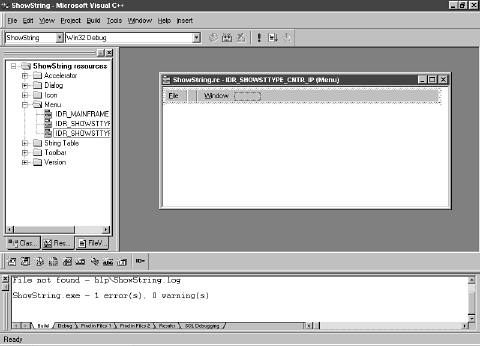 ShowString - Microsoft Visual C++
File Edit View Project Build Tools Window Help Insert
ShowString Win32 Debug
ShowString resources
Accelerator
Dialog
Icon
Menu
IDR_MAINFRAME
IDR_SHOWSTTYF
IDR_SHOWSTTYF
String Table
Toolbar
Version
Clas... Res... FileV...
ShowString.rc - IDR_SHOWSTTYPE_CNTR_IP (Menu)
File Window
File not found - hlp\ShowString.log
ShowString.exe - 1 error(s), 0 warning(s)
Build Debug Find in Files 1 Find in Files 2 Results SQL Debugging
Ready